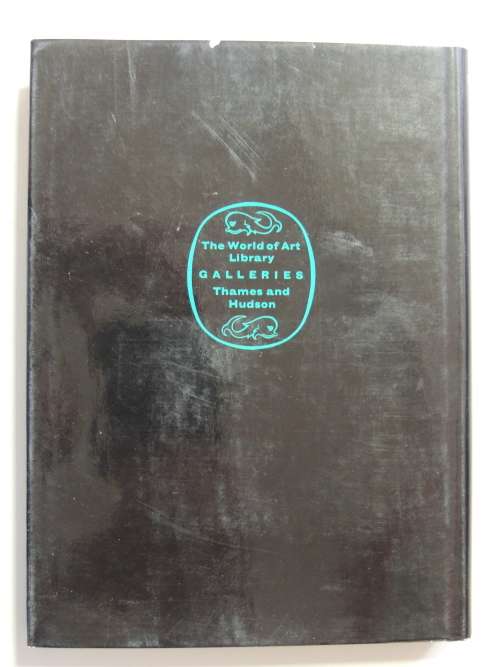 The World of Art
Library
GALLERIES
Thames and
Hudson